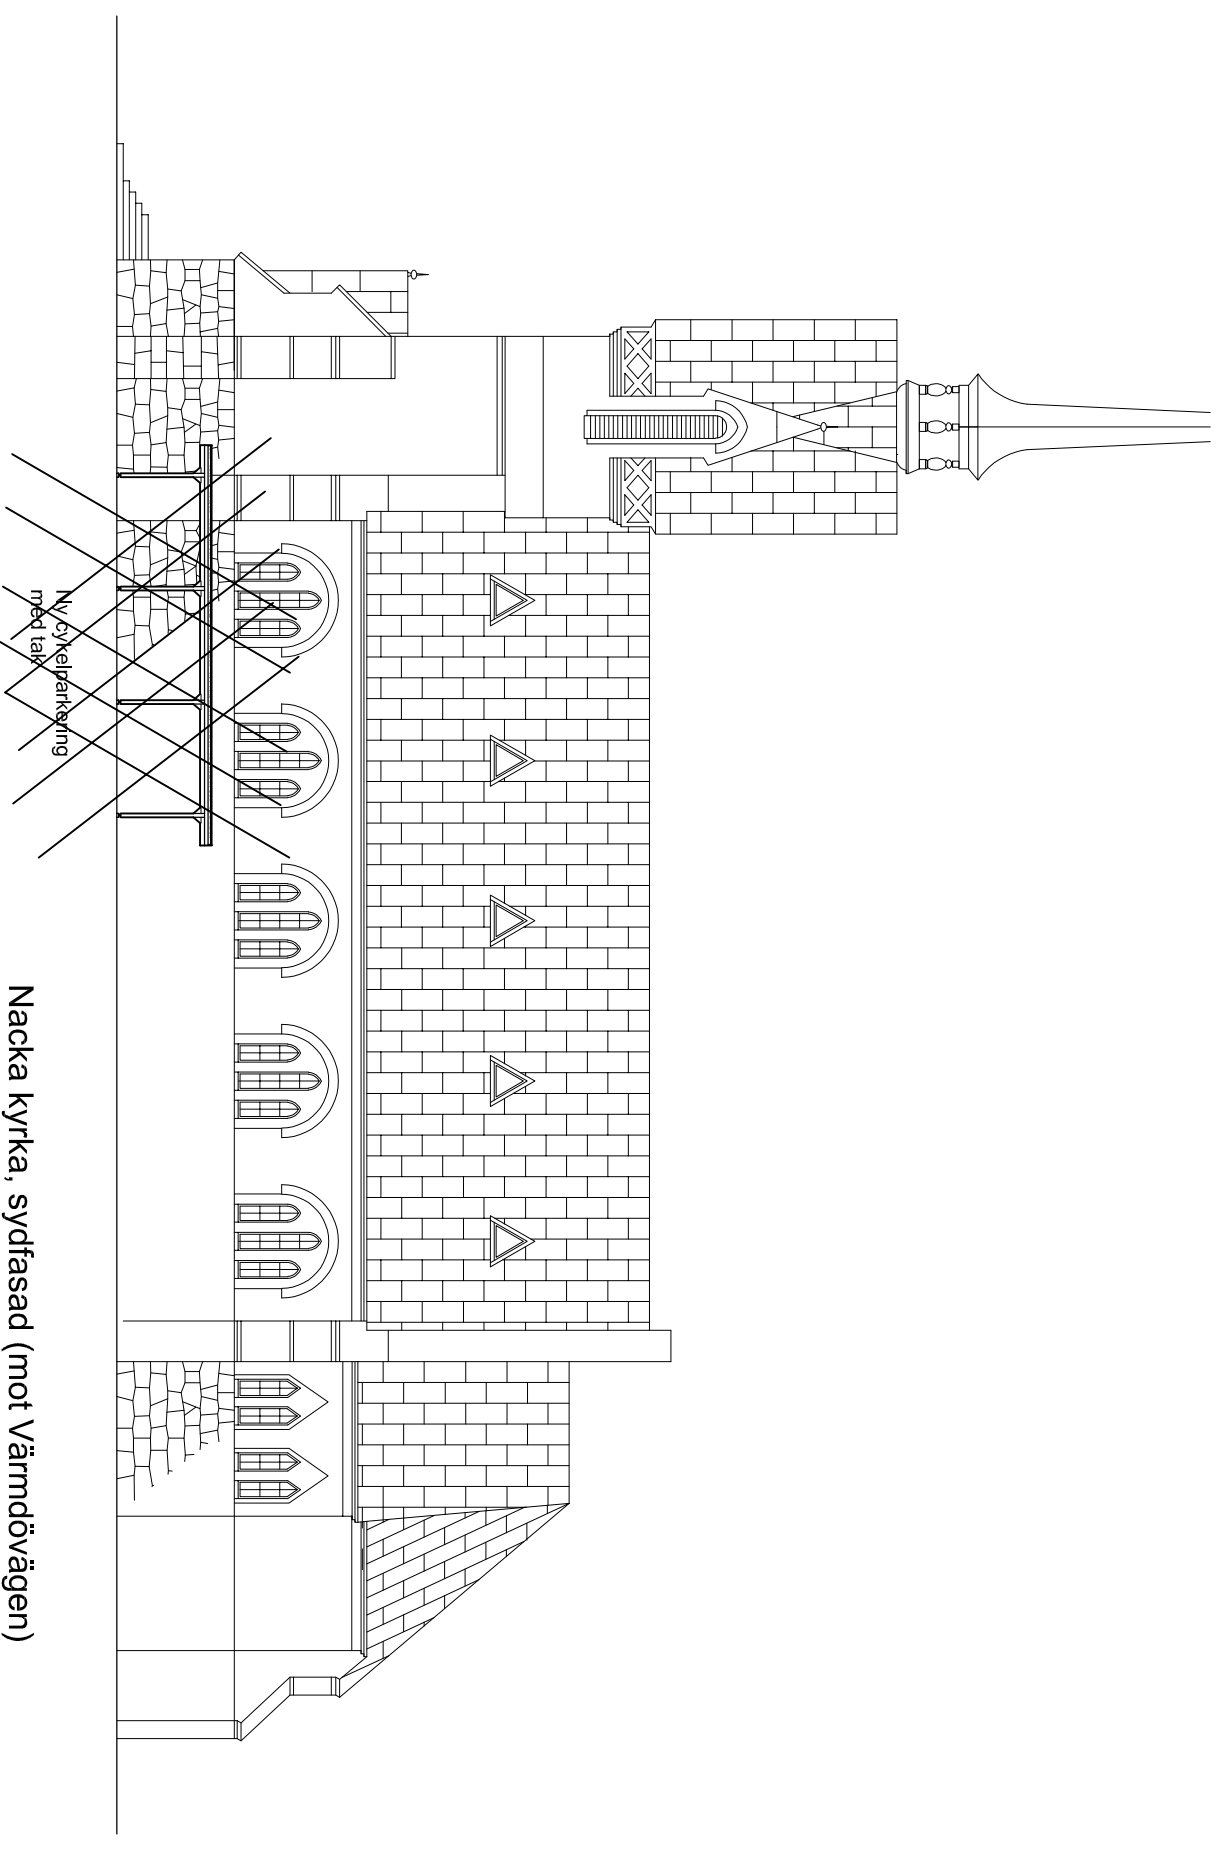 Ny cykelparkering
med tak
Nacka kyrka, sydfasad (mot Värmdövägen)